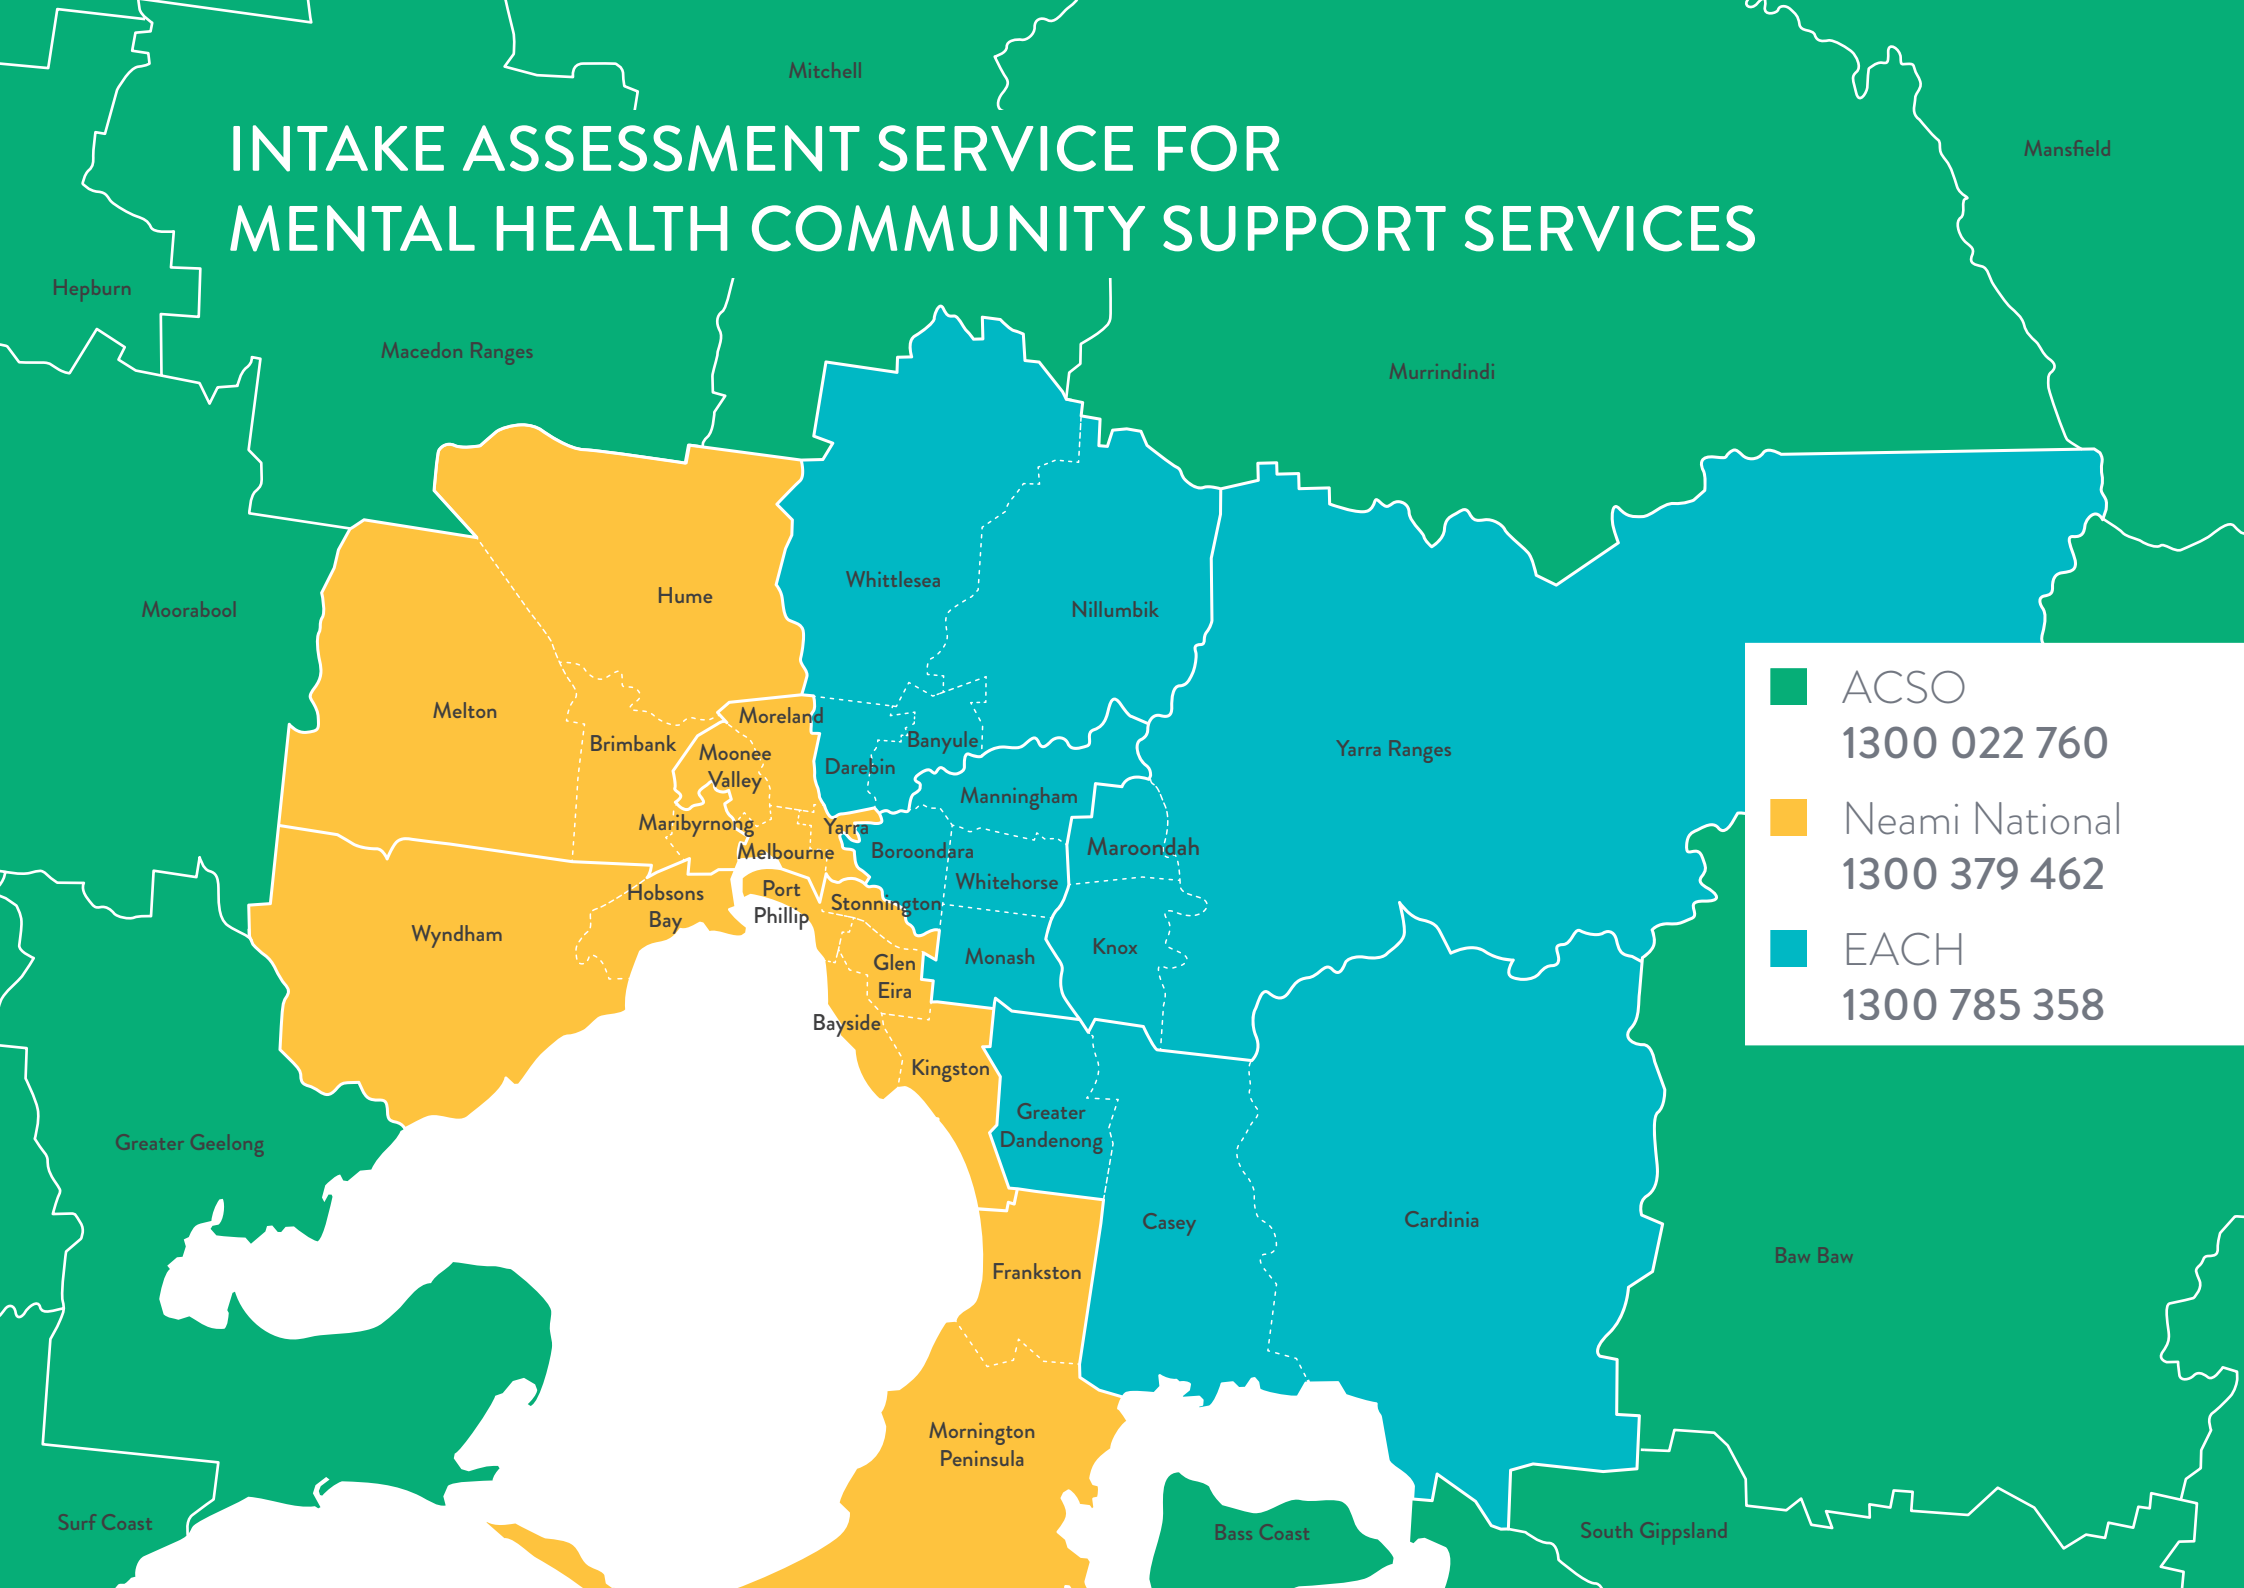 Mitchell
INTAKE ASSESSMENT SERVICE FOR
MENTAL HEALTH COMMUNITY SUPPORT SERVICES
Mansfield
Hepburn
Macedon Ranges
Murrindindi
Moorabool
Hume
Whittlesea
Nillumbik
Melton
Brimbank
Moreland
Moonee
Valley
Banyule
Darebin
Yarra Ranges
Manningham
Maribyrnong
Yarra
Melbourne
Boroondara
Maroondah
Whitehorse
Hobsons
Bay
Port
Phillip
Stonnington
Wyndham
Monash
Knox
Glen
Eira
Bayside
Kingston
Greater
Dandenong
Greater Geelong
Casey
Cardinia
Baw Baw
Frankston
Mornington
Peninsula
Surf Coast
Bass Coast
South Gippsland
ACSO
1300 022 760
Neami National
1300 379 462
EACH
1300 785 358